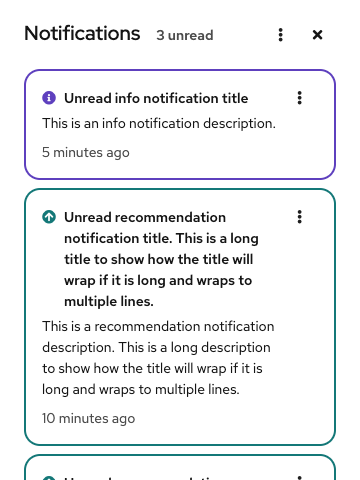 Notifications 3 unread
Unread info notification title
This is an info notification description.
5 minutes ago
Unread recommendation
notification title. This is a long
title to show how the title will
wrap if it is long and wraps to
multiple lines.
This is a recommendation notification
description. This is a long description
to show how the title will wrap if it is
long and wraps to multiple lines.
10 minutes ago